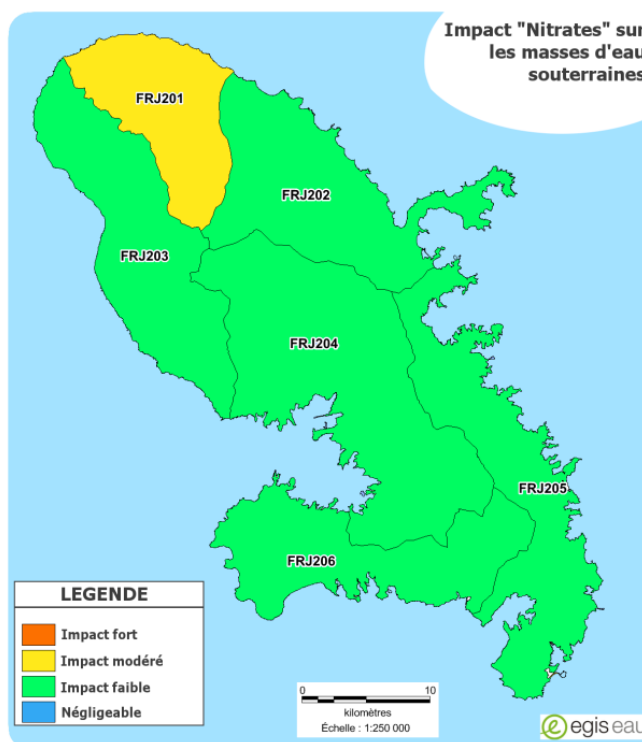 Impact "Nitrates" sur
les masses d'eau
souterraines
FRJ201
FRJ202
FRJ203
FRJ204
FRJ205
FRJ206
LEGENDE
Impact fort
Impact modéré
Impact faible
Négligeable
0 10
kilomètres
Échelle : 1:250 000
egis eau